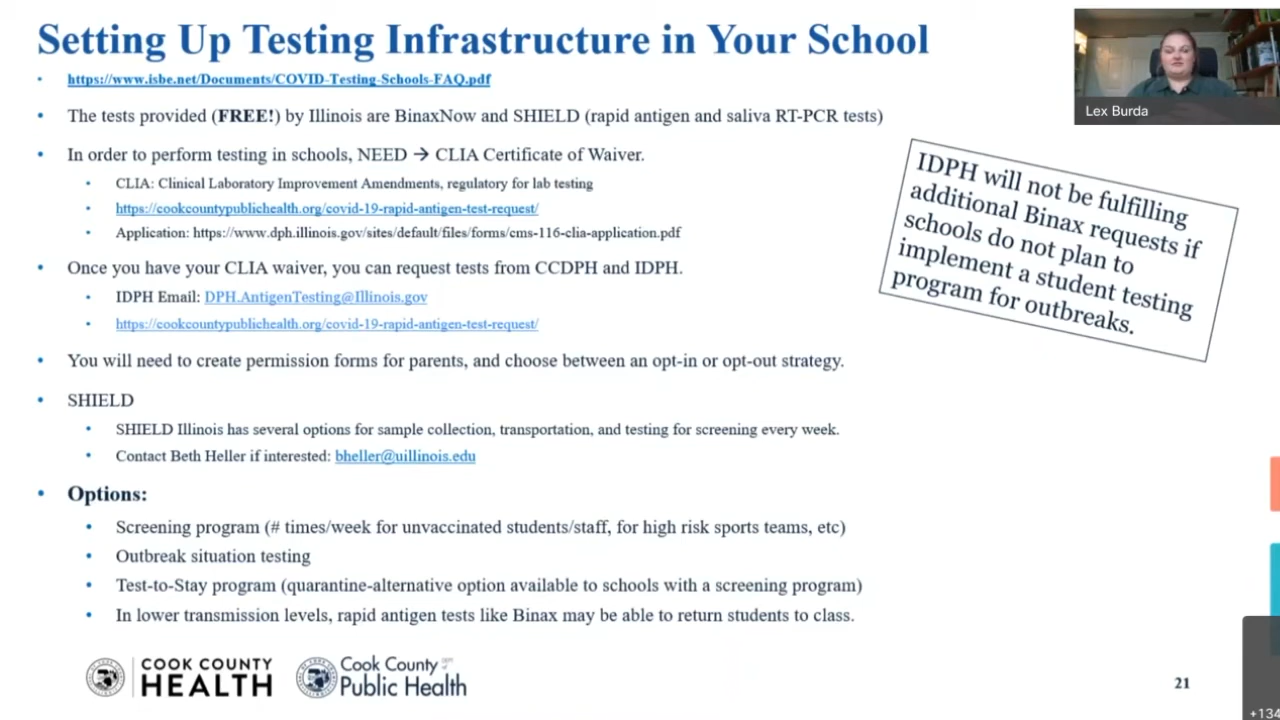 Setting Up Testing Infrastructure in Your School
https://www.isbe.net/Documents/COVID-Testing-Schools-FAQ.pdf
The tests provided (FREE!) by Illinois are BinaxNow and SHIELD (rapid antigen and saliva RT-PCR tests)
In order to perform testing in schools, NEED → CLIA Certificate of Waiver.
CLIA: Clinical Laboratory Improvement Amendments, regulatory for lab testing
https://cookcountypublichealth.org/covid-19-rapid-antigen-test-request/
Application: https://www.dph.illinois.gov/sites/default/files/forms/cms-116-clia-application.pdf
Once you have your CLIA waiver, you can request tests from CCDPH and IDPH.
IDPH Email: DPH.AntigenTesting@Illinois.gov
https://cookcountypublichealth.org/covid-19-rapid-antigen-test-request/
You will need to create permission forms for parents, and choose between an opt-in or opt-out strategy.
SHIELD
SHIELD Illinois has several options for sample collection, transportation, and testing for screening every week.
Contact Beth Heller if interested: bheller@uillinois.edu
Options:
Screening program (# times/week for unvaccinated students/staff, for high risk sports teams, etc)
Outbreak situation testing
Test-to-Stay program (quarantine-alternative option available to schools with a screening program)
In lower transmission levels, rapid antigen tests like Binax may be able to return students to class.
IDPH will not be fulfilling
additional Binax requests if
schools do not plan to
implement a student testing
program for outbreaks.
Lex Burda
COOK COUNTY
HEALTH
Cook County
Public Health
21
+134